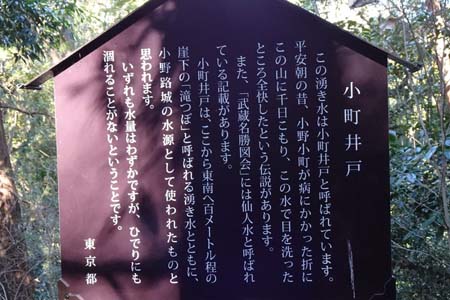 小町井戸
この湧き水は小町井戸と呼ばれています。
平安朝の昔、小野小町が病にかかった折に
この山に千日こもり、この水で目を洗った
ところ全快したという伝説があります。
また、「武蔵名勝図会」には仙人水と呼ばれ
ている記載があります。
小町井戸は、ここから東南へ百メートル程の
崖下の「滝つぼ」と呼ばれる湧き水とともに、
小野路城の水源として使われたものと
思われます。
いずれも水量はわずかですが、ひでりにも
涸れることがないということです。
東京都